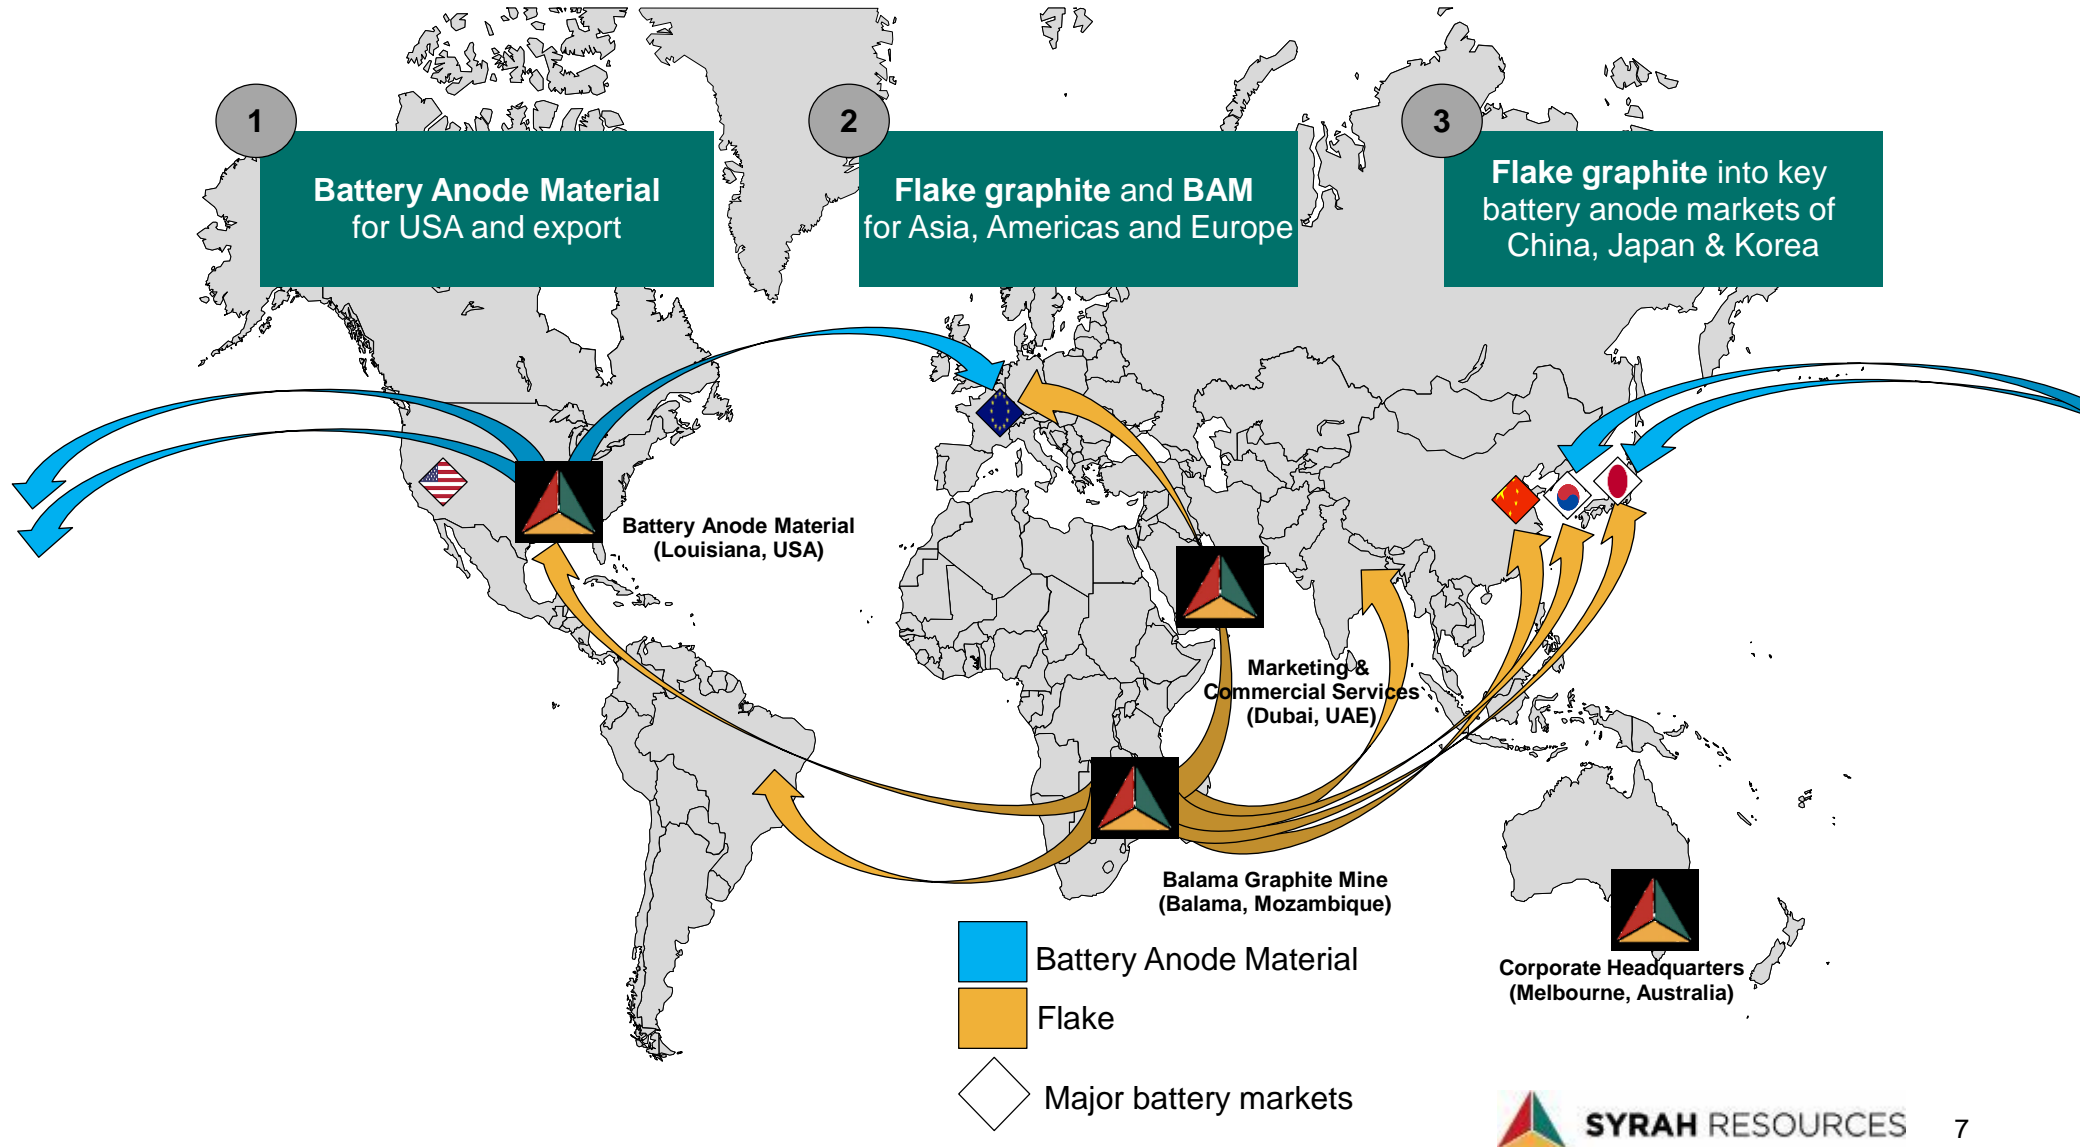 1
Battery Anode Material
for USA and export
2
Flake graphite and BAM
for Asia, Americas and Europe
3
Flake graphite into key
battery anode markets of
China, Japan & Korea
Battery Anode Material
(Louisiana, USA)
Marketing &
Commercial Services
(Dubai, UAE)
Balama Graphite Mine
(Balama, Mozambique)
Corporate Headquarters
(Melbourne, Australia)
Battery Anode Material
Flake
Major battery markets
SYRAH RESOURCES
7